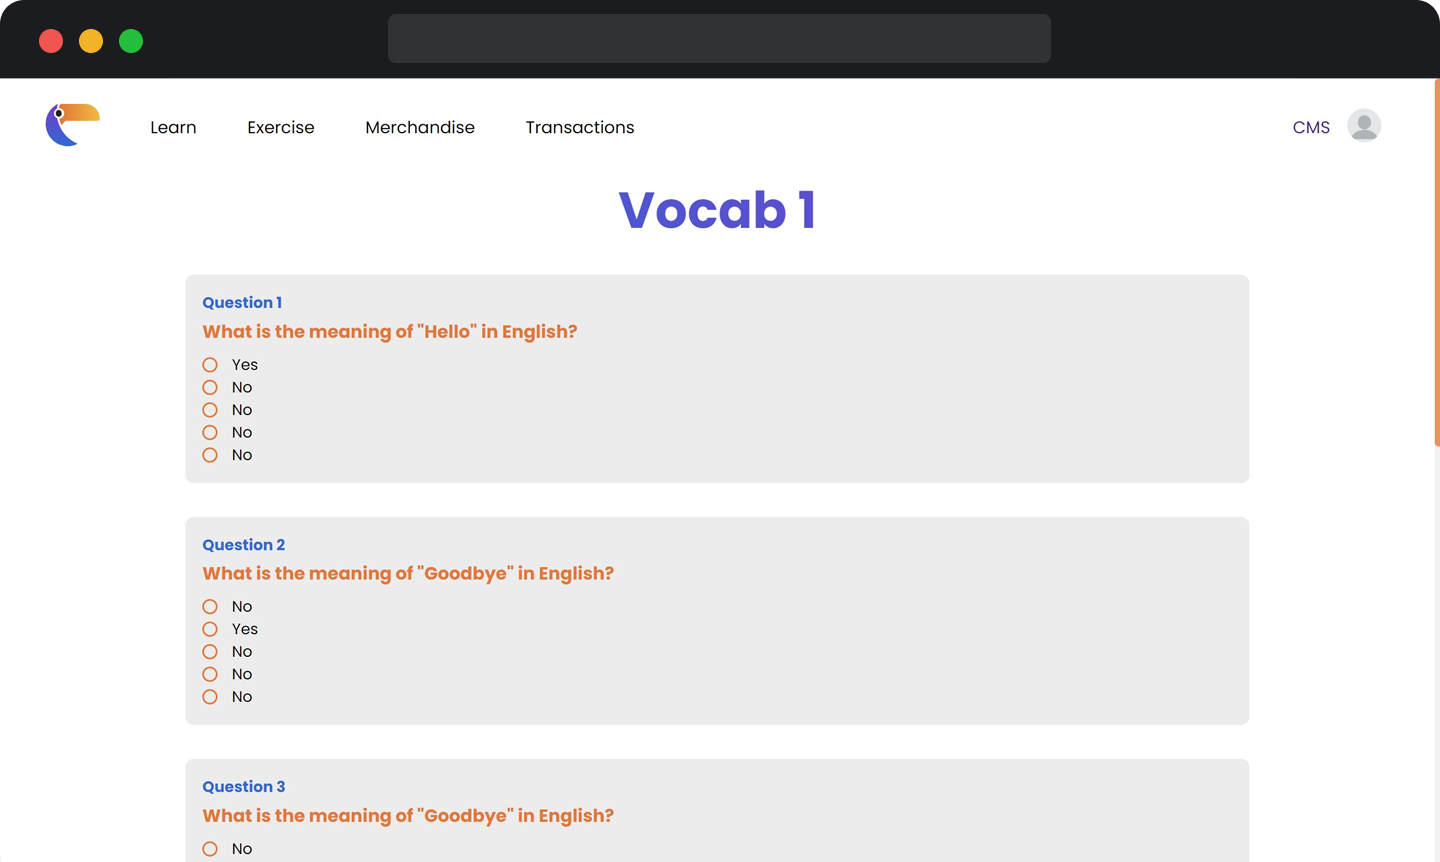 Learn Exercise Merchandise Transactions CMS
Vocab 1
Question 1
What is the meaning of "Hello" in English?
Yes
No
No
No
No
Question 2
What is the meaning of "Goodbye" in English?
No
Yes
No
No
No
Question 3
What is the meaning of "Goodbye" in English?
No